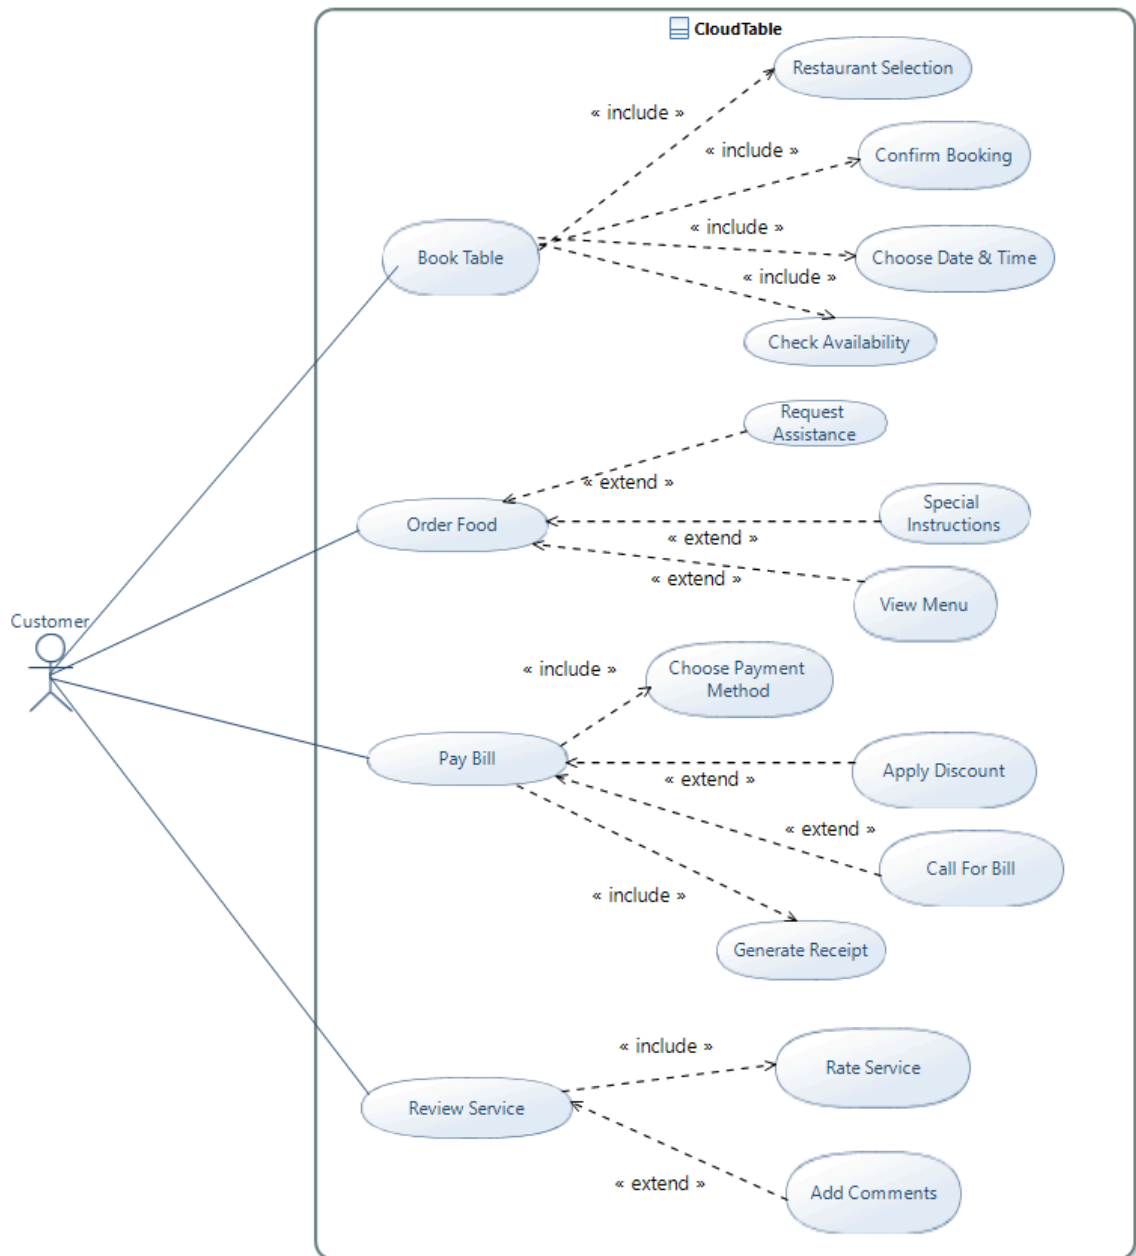 CloudTable
Restaurant Selection
« include »
« include »
Confirm Booking
« include »
Book Table
Choose Date & Time
« include »
Check Availability
Request
Assistance
« extend »
Special
Instructions
Order Food
« extend »
« extend »
View Menu
Customer
« include »
Choose Payment
Method
Pay Bill
« extend »
Apply Discount
« extend »
Call For Bill
« include »
Generate Receipt
« include »
Rate Service
Review Service
« extend »
Add Comments